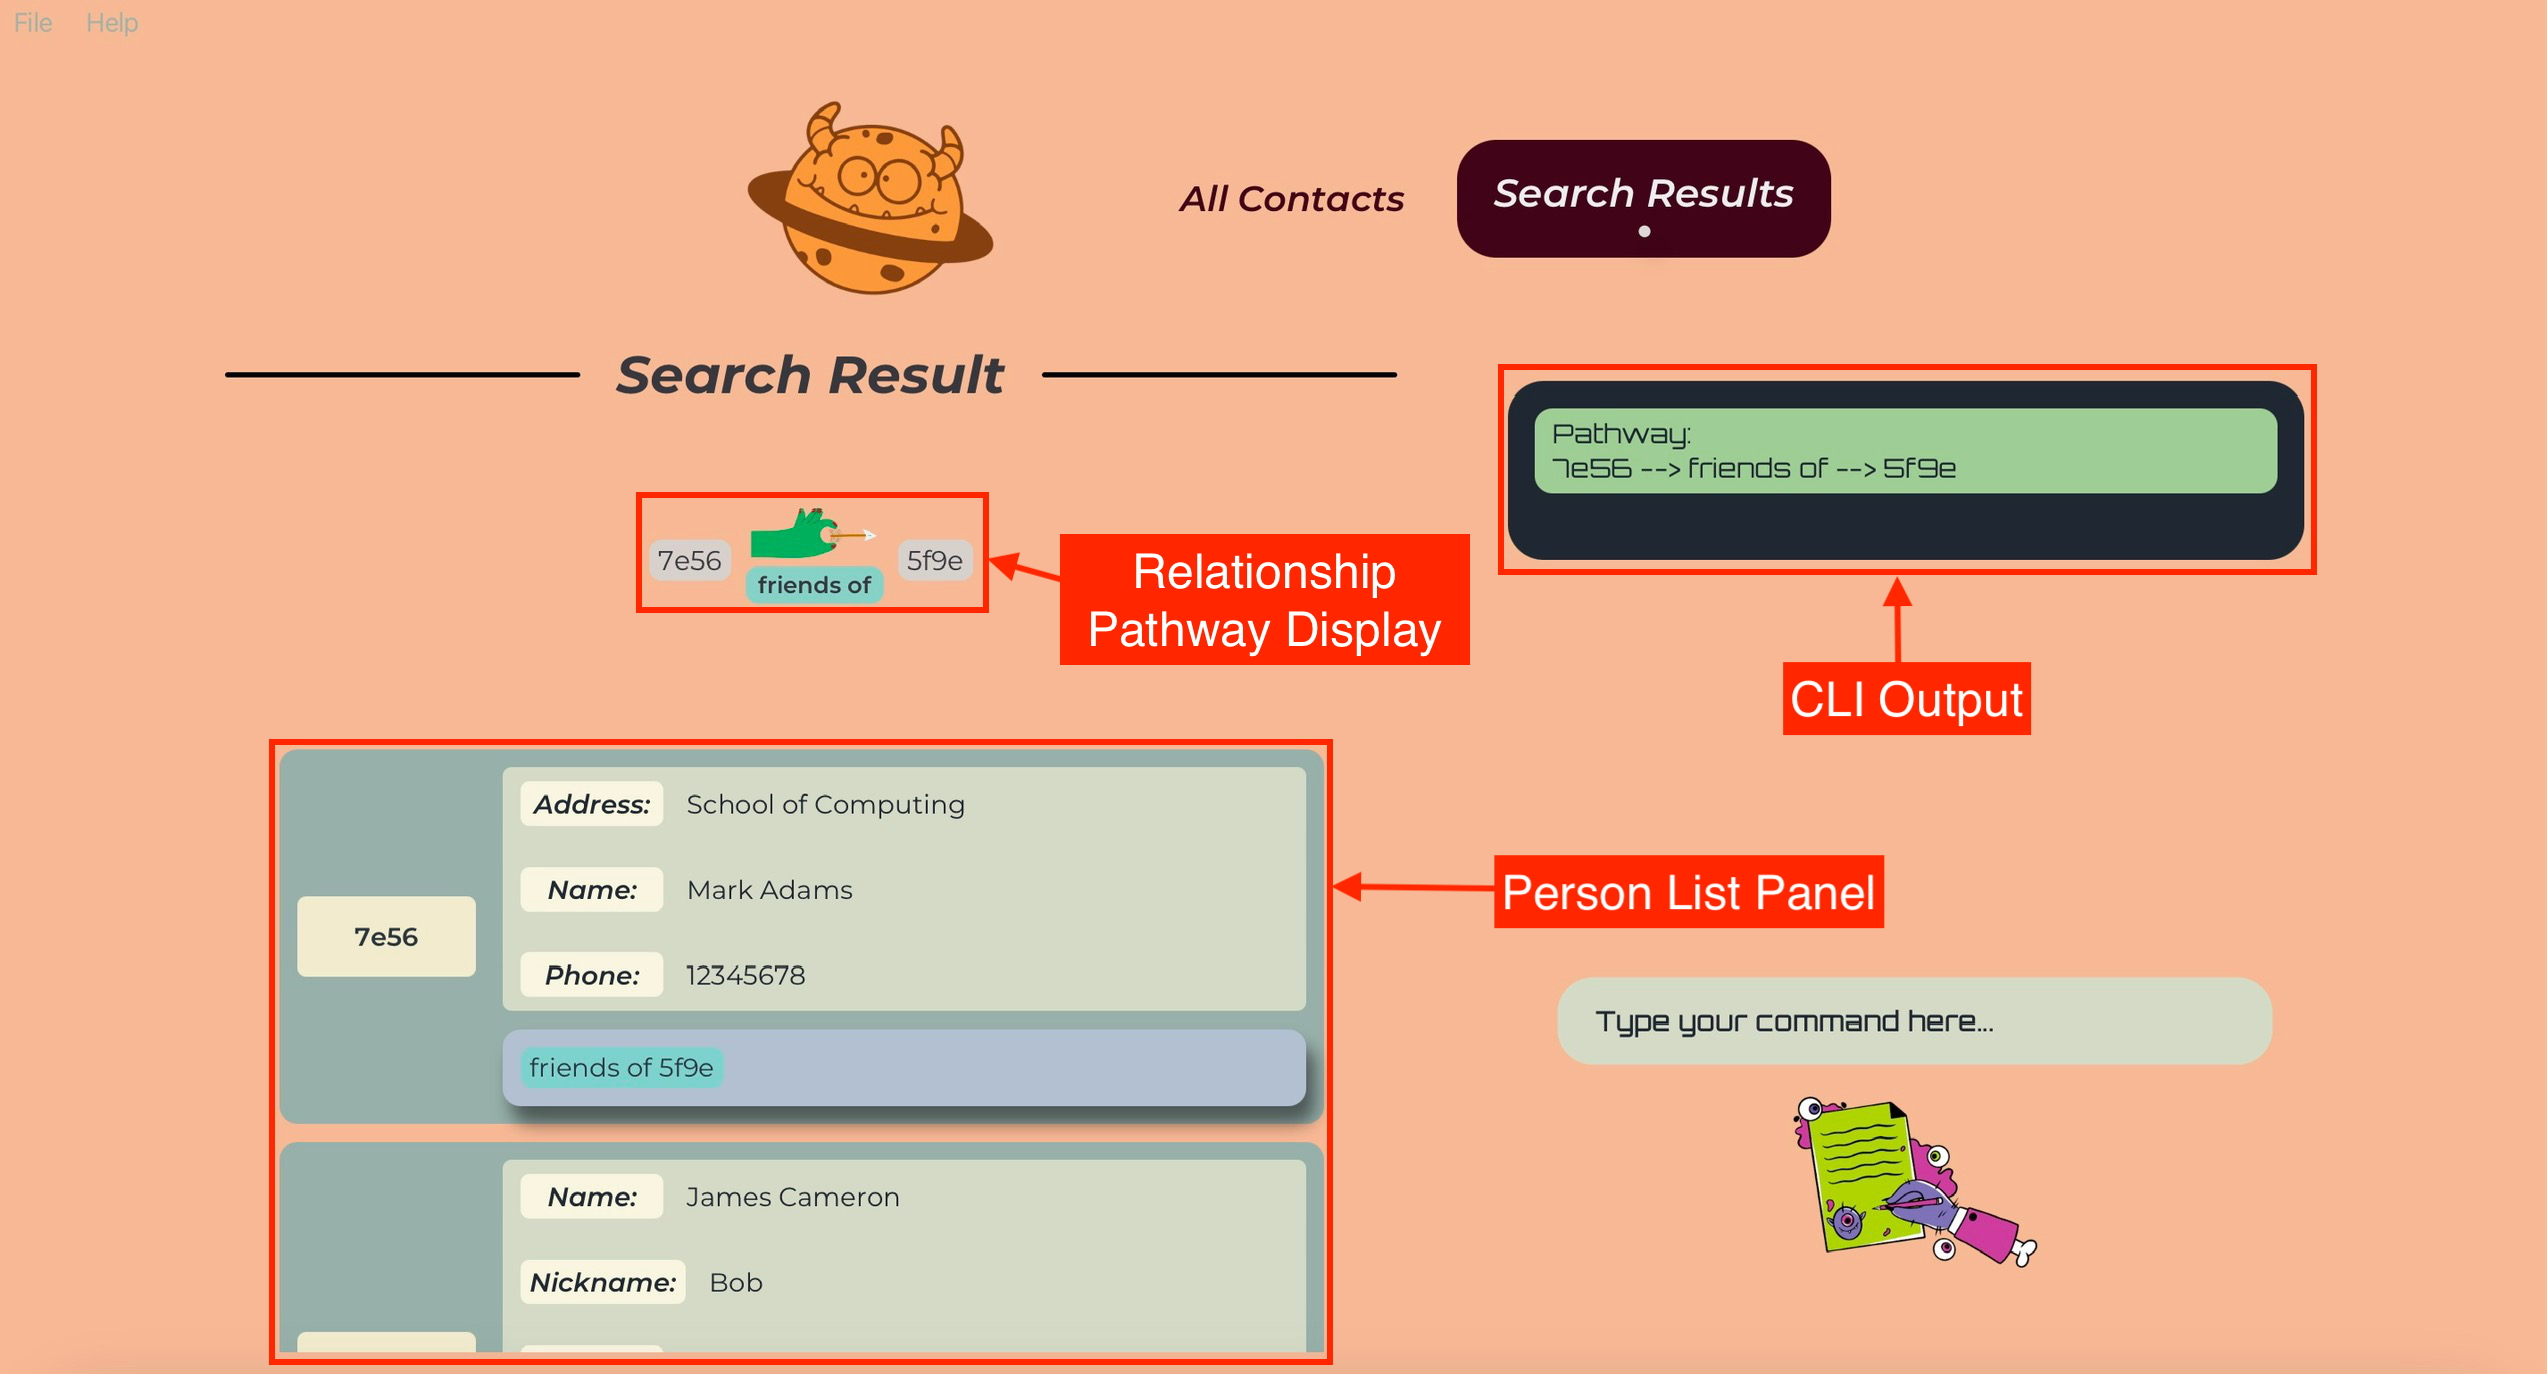 File Help
All Contacts
Search Results
Search Result
Pathway:
7e56 --> friends of --> 5f9e
7e56
friends of
5f9e
Relationship
Pathway Display
CLI Output
7e56
Address: School of Computing
Name: Mark Adams
Phone: 12345678
friends of 5f9e
Person List Panel
Name: James Cameron
Nickname: Bob
Type your command here...